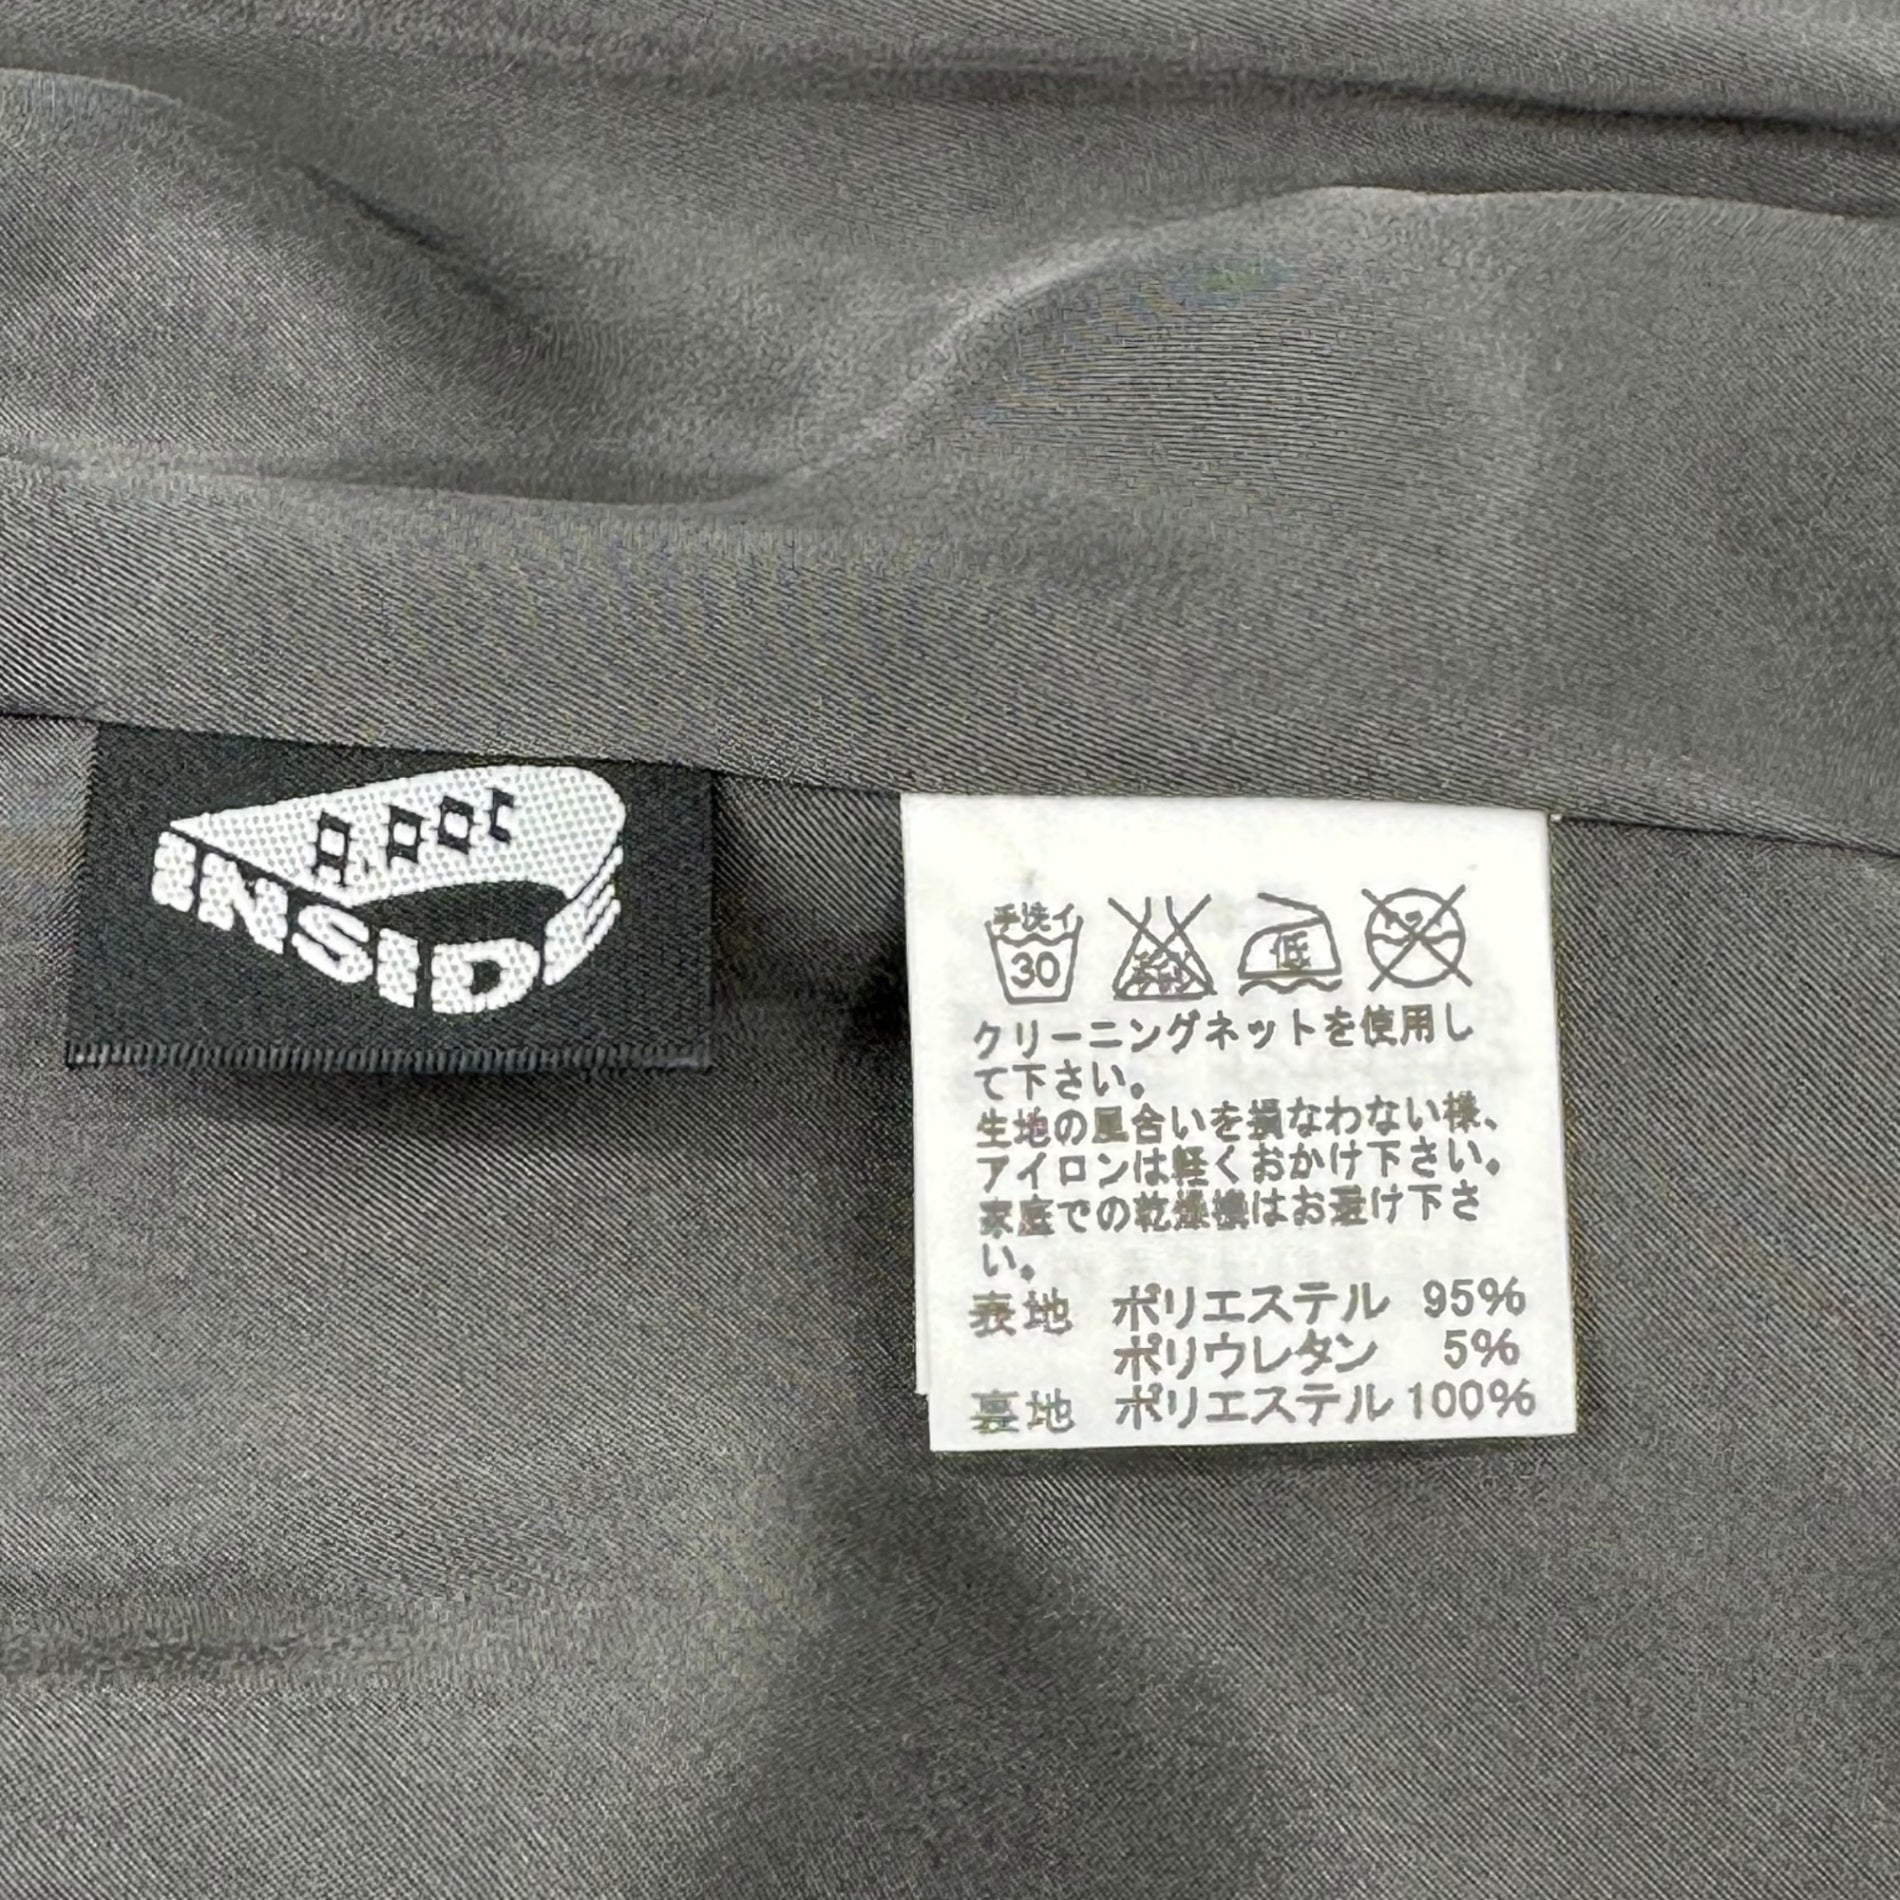 INSIDE
手洗イ
30
低
クリーニングネットを使用し
て下さい。
生地の風合いを損なわない様、
アイロンは軽くおかけ下さい。
家庭での乾燥機はお避け下さ
い。
表地 ポリエステル 95%
ポリウレタン 5%
裏地 ポリエステル 100%